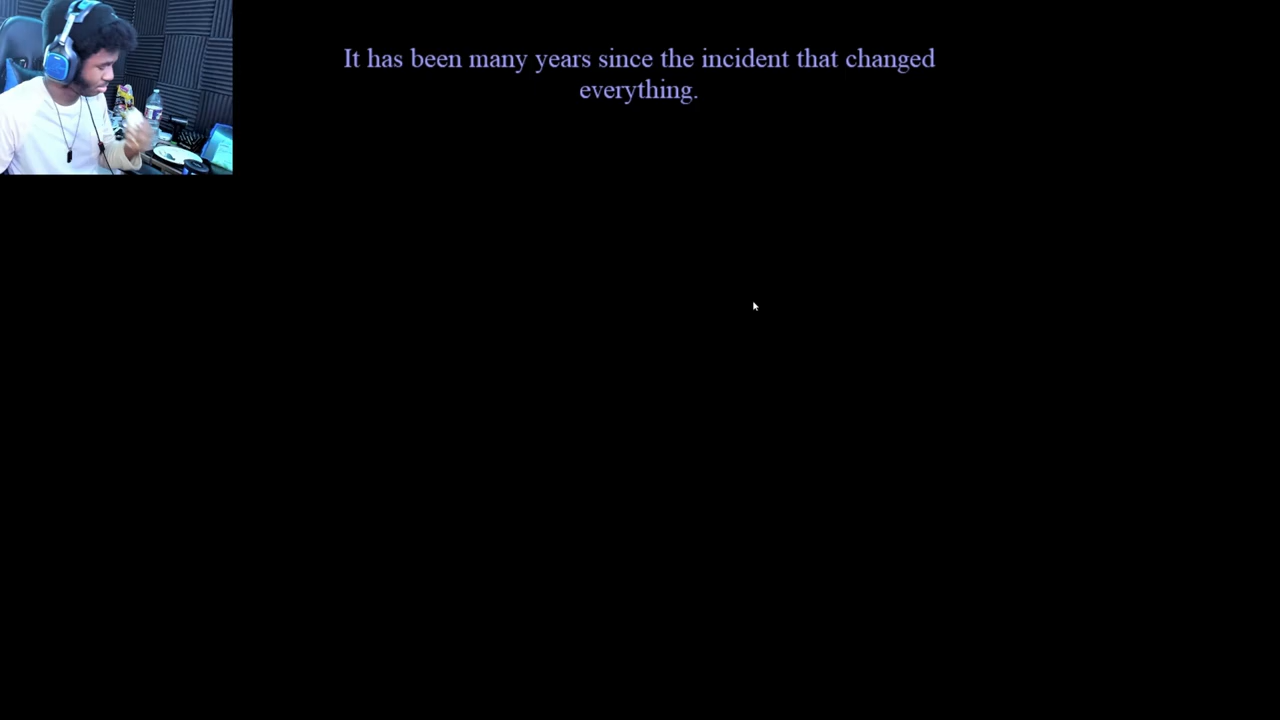 It has been many years since the incident that changed
everything.